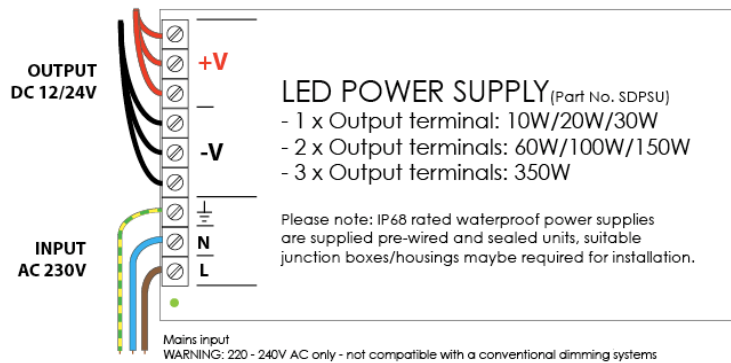 OUTPUT
DC 12/24V
+V
-V
INPUT
AC 230V
N
L
LED POWER SUPPLY(Part No. SDPSU)
- 1 x Output terminal: 10W/20W/30W
- 2 x Output terminals: 60W/100W/150W
- 3 x Output terminals: 350W
Please note: IP68 rated waterproof power supplies
are supplied pre-wired and sealed units, suitable
junction boxes/housings maybe required for installation.
Mains input
WARNING: 220 - 240V AC only - not compatible with a conventional dimming systems